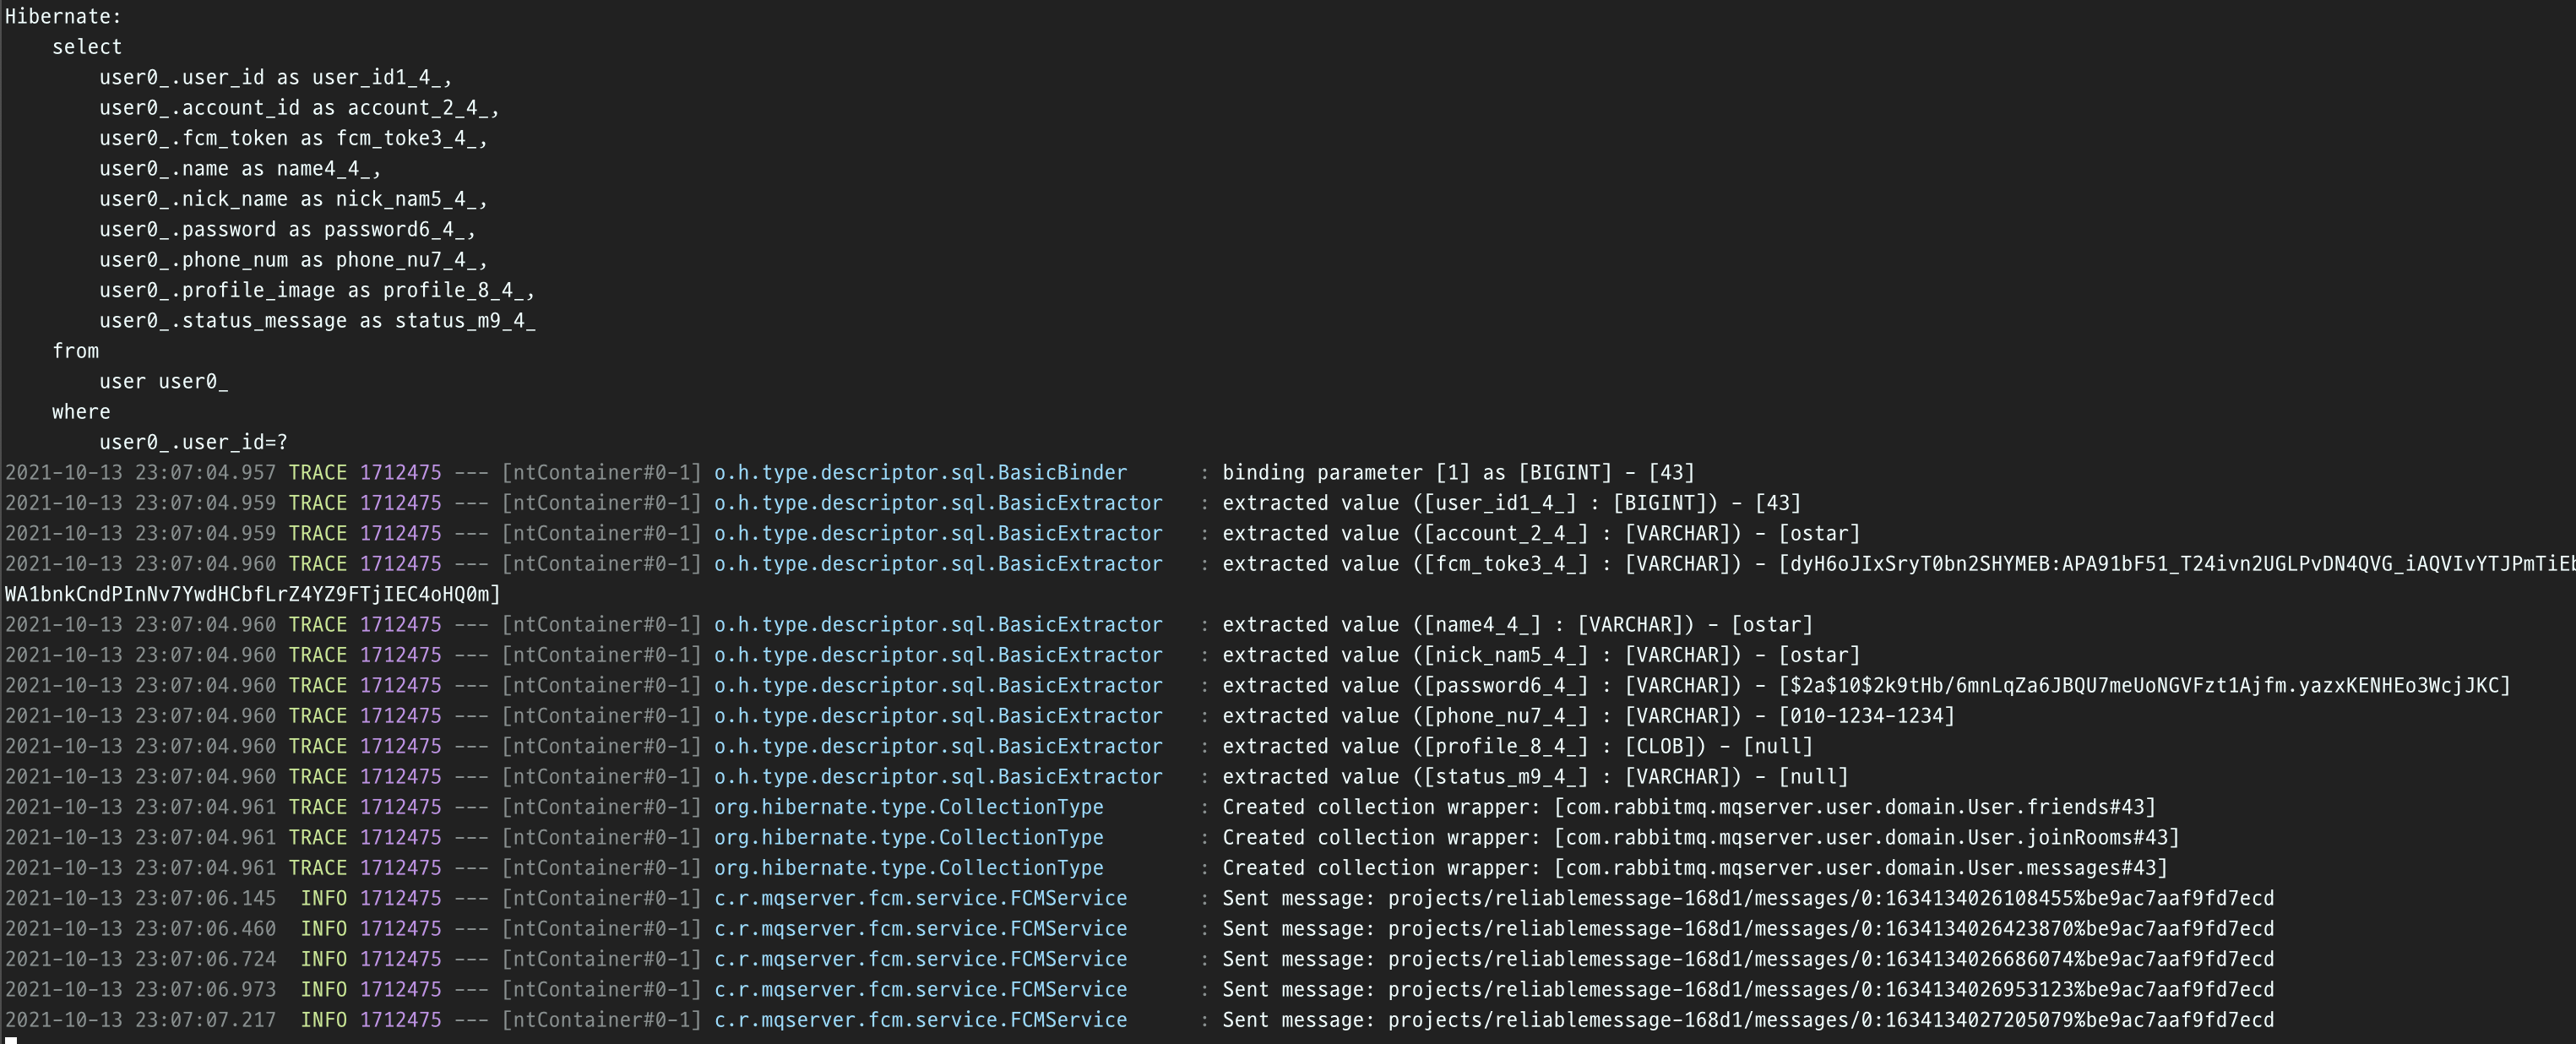 Hibernate:
    select
        user0_.user_id as user_id1_4_,
        user0_.account_id as account_2_4_,
        user0_.fcm_token as fcm_toke3_4_,
        user0_.name as name4_4_,
        user0_.nick_name as nick_nam5_4_,
        user0_.password as password6_4_,
        user0_.phone_num as phone_nu7_4_,
        user0_.profile_image as profile_8_4_,
        user0_.status_message as status_m9_4_
    from
        user user0_
    where
        user0_.user_id=?
2021-10-13 23:07:04.957 TRACE 1712475 --- [ntContainer#0-1] o.h.type.descriptor.sql.BasicBinder      : binding parameter [1] as [BIGINT] - [43]
2021-10-13 23:07:04.959 TRACE 1712475 --- [ntContainer#0-1] o.h.type.descriptor.sql.BasicExtractor   : extracted value ([user_id1_4_] : [BIGINT]) - [43]
2021-10-13 23:07:04.959 TRACE 1712475 --- [ntContainer#0-1] o.h.type.descriptor.sql.BasicExtractor   : extracted value ([account_2_4_] : [VARCHAR]) - [ostar]
2021-10-13 23:07:04.960 TRACE 1712475 --- [ntContainer#0-1] o.h.type.descriptor.sql.BasicExtractor   : extracted value ([fcm_toke3_4_] : [VARCHAR]) - [dyH6oJIxSryT0bn2SHYMEB:APA91bF51_T24ivn2UGLPvDN4QVG_iAQVIvYTJPmTiEb
WA1bnkCndPInNv7YwdHCbfLrZ4YZ9FTjIEC4oHQ0m]
2021-10-13 23:07:04.960 TRACE 1712475 --- [ntContainer#0-1] o.h.type.descriptor.sql.BasicExtractor   : extracted value ([name4_4_] : [VARCHAR]) - [ostar]
2021-10-13 23:07:04.960 TRACE 1712475 --- [ntContainer#0-1] o.h.type.descriptor.sql.BasicExtractor   : extracted value ([nick_nam5_4_] : [VARCHAR]) - [ostar]
2021-10-13 23:07:04.960 TRACE 1712475 --- [ntContainer#0-1] o.h.type.descriptor.sql.BasicExtractor   : extracted value ([password6_4_] : [VARCHAR]) - [$2a$10$2k9tHb/6mnLqZa6JBQU7meUoNGVFzt1Ajfm.yazxKENHEo3WcjJKC]
2021-10-13 23:07:04.960 TRACE 1712475 --- [ntContainer#0-1] o.h.type.descriptor.sql.BasicExtractor   : extracted value ([phone_nu7_4_] : [VARCHAR]) - [010-1234-1234]
2021-10-13 23:07:04.960 TRACE 1712475 --- [ntContainer#0-1] o.h.type.descriptor.sql.BasicExtractor   : extracted value ([profile_8_4_] : [CLOB]) - [null]
2021-10-13 23:07:04.960 TRACE 1712475 --- [ntContainer#0-1] o.h.type.descriptor.sql.BasicExtractor   : extracted value ([status_m9_4_] : [VARCHAR]) - [null]
2021-10-13 23:07:04.961 TRACE 1712475 --- [ntContainer#0-1] org.hibernate.type.CollectionType        : Created collection wrapper: [com.rabbitmq.mqserver.user.domain.User.friends#43]
2021-10-13 23:07:04.961 TRACE 1712475 --- [ntContainer#0-1] org.hibernate.type.CollectionType        : Created collection wrapper: [com.rabbitmq.mqserver.user.domain.User.joinRooms#43]
2021-10-13 23:07:04.961 TRACE 1712475 --- [ntContainer#0-1] org.hibernate.type.CollectionType        : Created collection wrapper: [com.rabbitmq.mqserver.user.domain.User.messages#43]
2021-10-13 23:07:06.145  INFO 1712475 --- [ntContainer#0-1] c.r.mqserver.fcm.service.FCMService      : Sent message: projects/reliablemessage-168d1/messages/0:1634134026108455%be9ac7aaf9fd7ecd
2021-10-13 23:07:06.460  INFO 1712475 --- [ntContainer#0-1] c.r.mqserver.fcm.service.FCMService      : Sent message: projects/reliablemessage-168d1/messages/0:1634134026423870%be9ac7aaf9fd7ecd
2021-10-13 23:07:06.724  INFO 1712475 --- [ntContainer#0-1] c.r.mqserver.fcm.service.FCMService      : Sent message: projects/reliablemessage-168d1/messages/0:1634134026686074%be9ac7aaf9fd7ecd
2021-10-13 23:07:06.973  INFO 1712475 --- [ntContainer#0-1] c.r.mqserver.fcm.service.FCMService      : Sent message: projects/reliablemessage-168d1/messages/0:1634134026953123%be9ac7aaf9fd7ecd
2021-10-13 23:07:07.217  INFO 1712475 --- [ntContainer#0-1] c.r.mqserver.fcm.service.FCMService      : Sent message: projects/reliablemessage-168d1/messages/0:1634134027205079%be9ac7aaf9fd7ecd